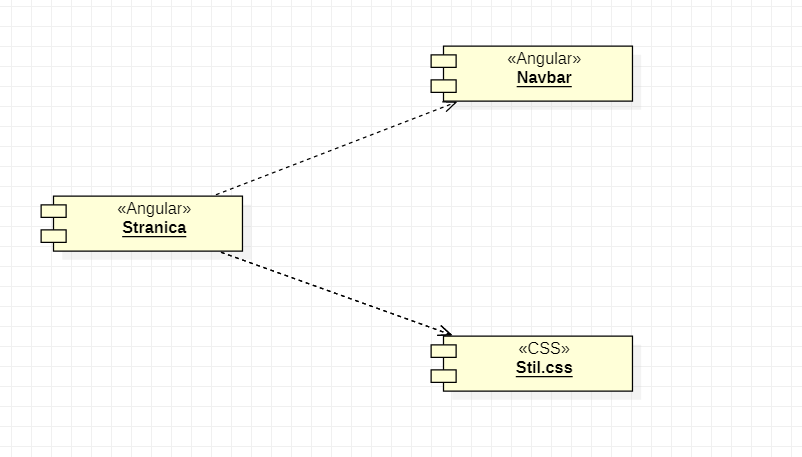 «Angular»
Navbar
«Angular»
Stranica
«CSS»
Stil.css